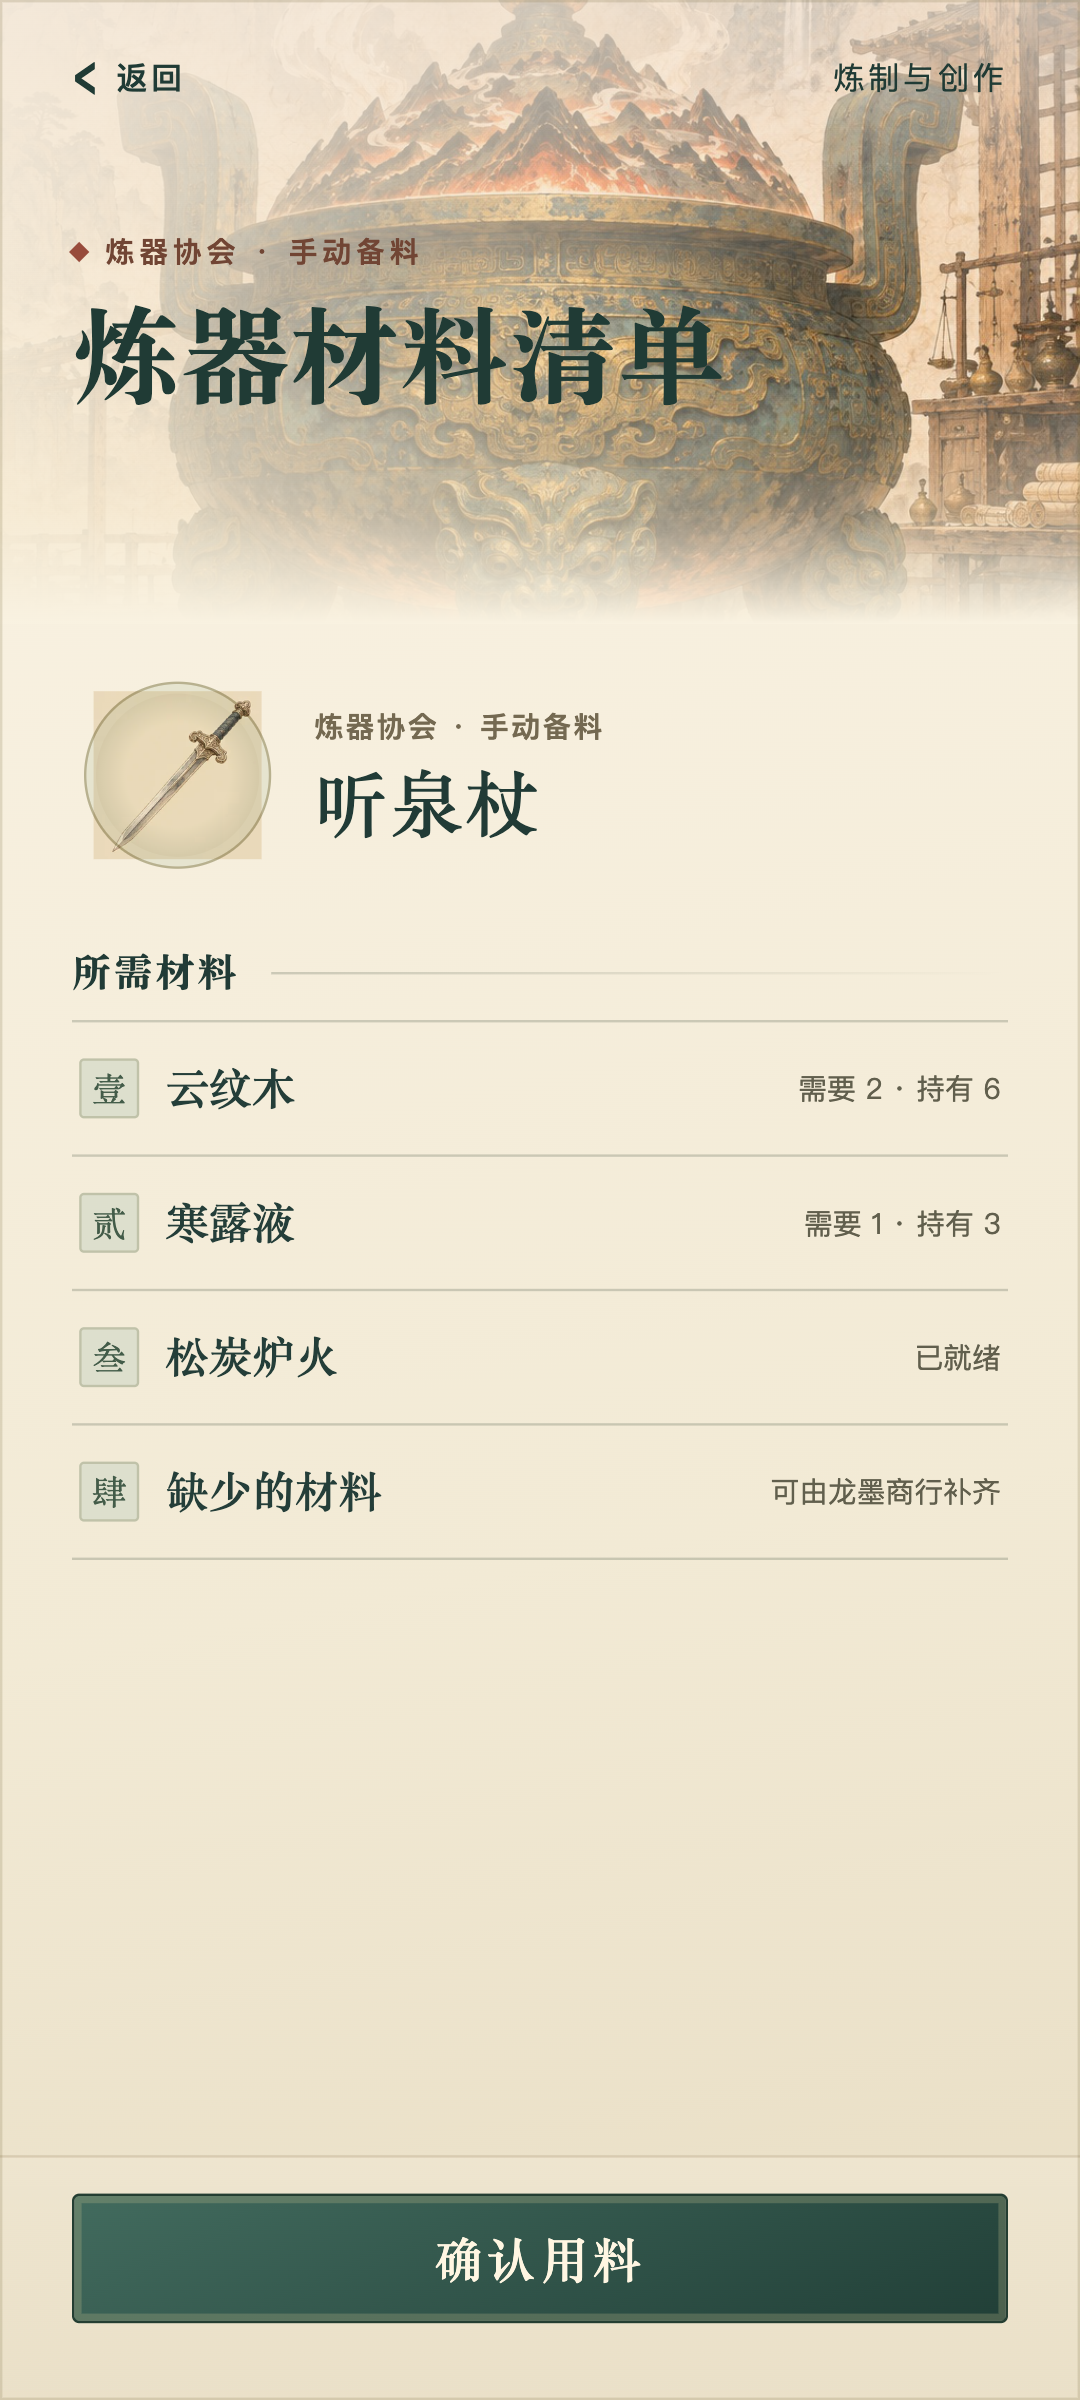 返回
炼制与创作
炼器协会 · 手动备料
炼器材料清单
炼器协会 · 手动备料
听泉杖
所需材料
壹 云纹木 需要 2 · 持有 6
贰 寒露液 需要 1 · 持有 3
叁 松炭炉火 已就绪
肆 缺少的材料 可由龙墨商行补齐
确认用料